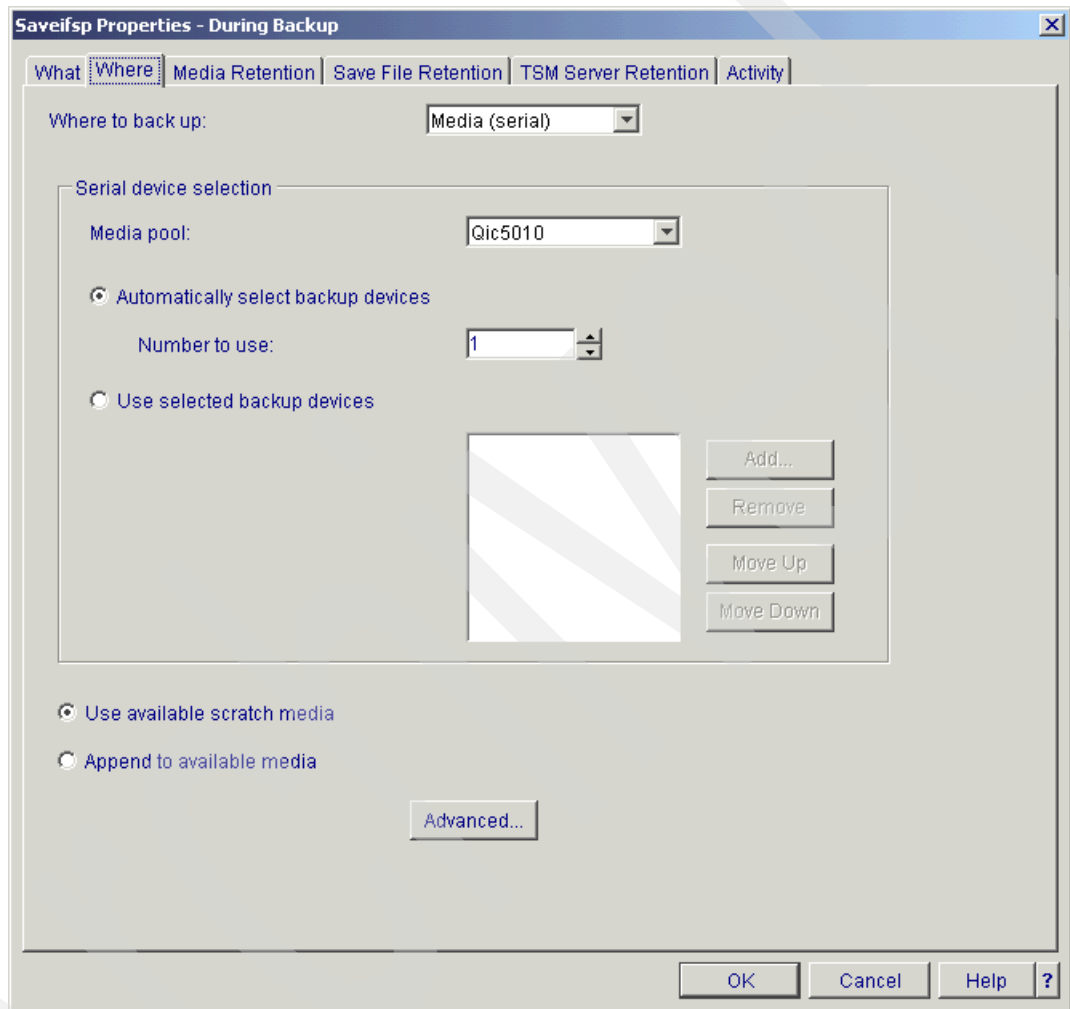 Saveifsp Properties - During Backup
What Where Media Retention Save File Retention TSM Server Retention Activity
Where to back up: Media (serial)
Serial device selection
Media pool: Qic5010
Automatically select backup devices
Number to use: 1
Use selected backup devices
Add...
Remove
Move Up
Move Down
Use available scratch media
Append to available media
Advanced...
OK Cancel Help ?